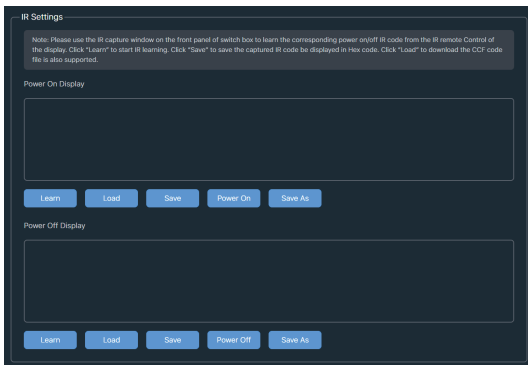 IR Settings
Note: Please use the IR capture window on the front panel of switch box to learn the corresponding power on/off IR code from the IR remote Control of
the display. Click "Learn" to start IR learning. Click "Save" to save the captured IR code be displayed in Hex code. Click "Load" to download the CCF code
file is also supported.
Power On Display
Learn Load Save Power On Save As
Power Off Display
Learn Load Save Power Off Save As